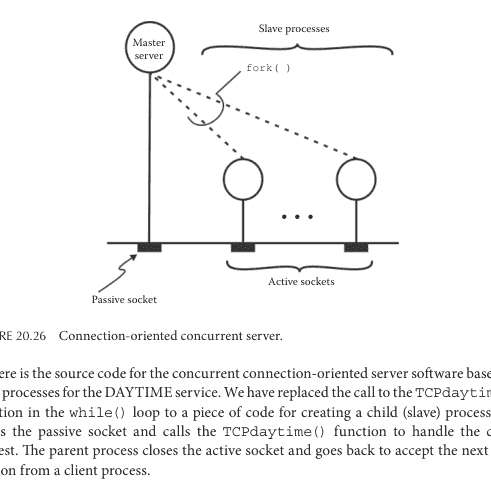 Master
server
Slave processes
fork( )
Passive socket
Active sockets
RE 20.26 Connection-oriented concurrent server.
ere is the source code for the concurrent connection-oriented server software base
processes for the DAYTIME service. We have replaced the call to the TCPdaytim
tion in the while() loop to a piece of code for creating a child (slave) process
s the passive socket and calls the TCPdaytime() function to handle the c
est. The parent process closes the active socket and goes back to accept the next
on from a client process.